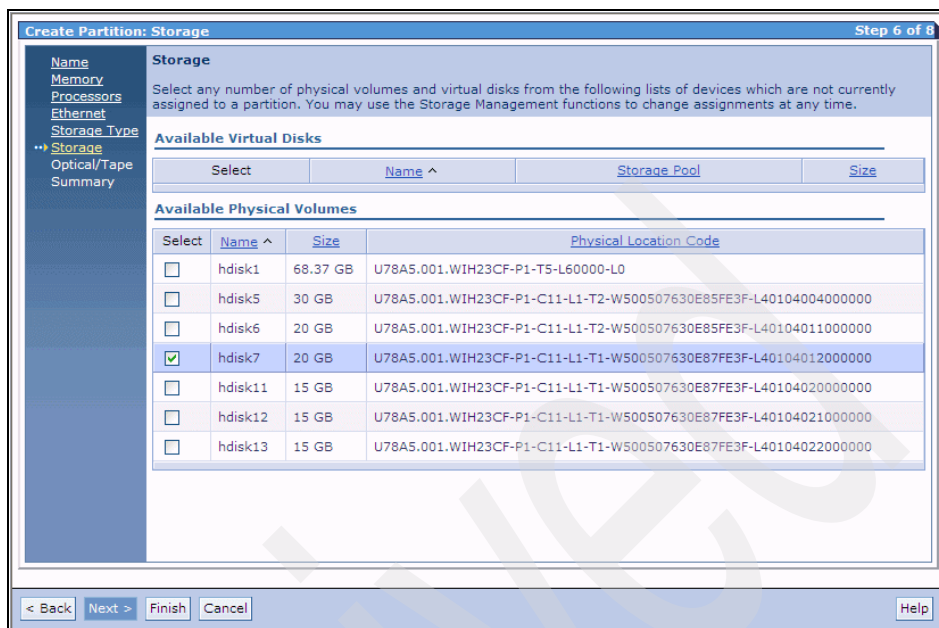 Create Partition: Storage
Step 6 of 8
Name
Memory
Processors
Ethernet
Storage Type
Storage
Optical/Tape
Summary
Storage
Select any number of physical volumes and virtual disks from the following lists of devices which are not currently
assigned to a partition. You may use the Storage Management functions to change assignments at any time.
Available Virtual Disks
Select Name ^ Storage Pool Size
Available Physical Volumes
Select Name ^ Size Physical Location Code
hdisk1 68.37 GB U78A5.001.WIH23CF-P1-T5-L60000-L0
hdisk5 30 GB U78A5.001.WIH23CF-P1-C11-L1-T2-W500507630E85FE3F-L40104004000000
hdisk6 20 GB U78A5.001.WIH23CF-P1-C11-L1-T2-W500507630E85FE3F-L40104011000000
hdisk7 20 GB U78A5.001.WIH23CF-P1-C11-L1-T1-W500507630E87FE3F-L40104012000000
hdisk11 15 GB U78A5.001.WIH23CF-P1-C11-L1-T1-W500507630E87FE3F-L40104020000000
hdisk12 15 GB U78A5.001.WIH23CF-P1-C11-L1-T1-W500507630E87FE3F-L40104021000000
hdisk13 15 GB U78A5.001.WIH23CF-P1-C11-L1-T1-W500507630E87FE3F-L40104022000000
< Back Next > Finish Cancel Help